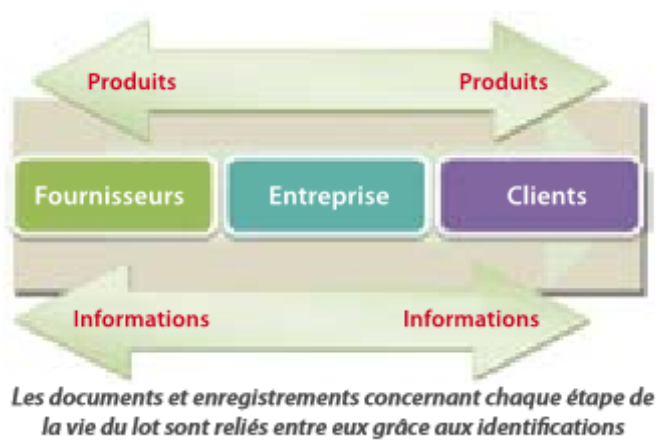 Produits Produits
Fournisseurs Entreprise Clients
Informations Informations
Les documents et enregistrements concernant chaque étape de
la vie du lot sont reliés entre eux grâce aux identifications